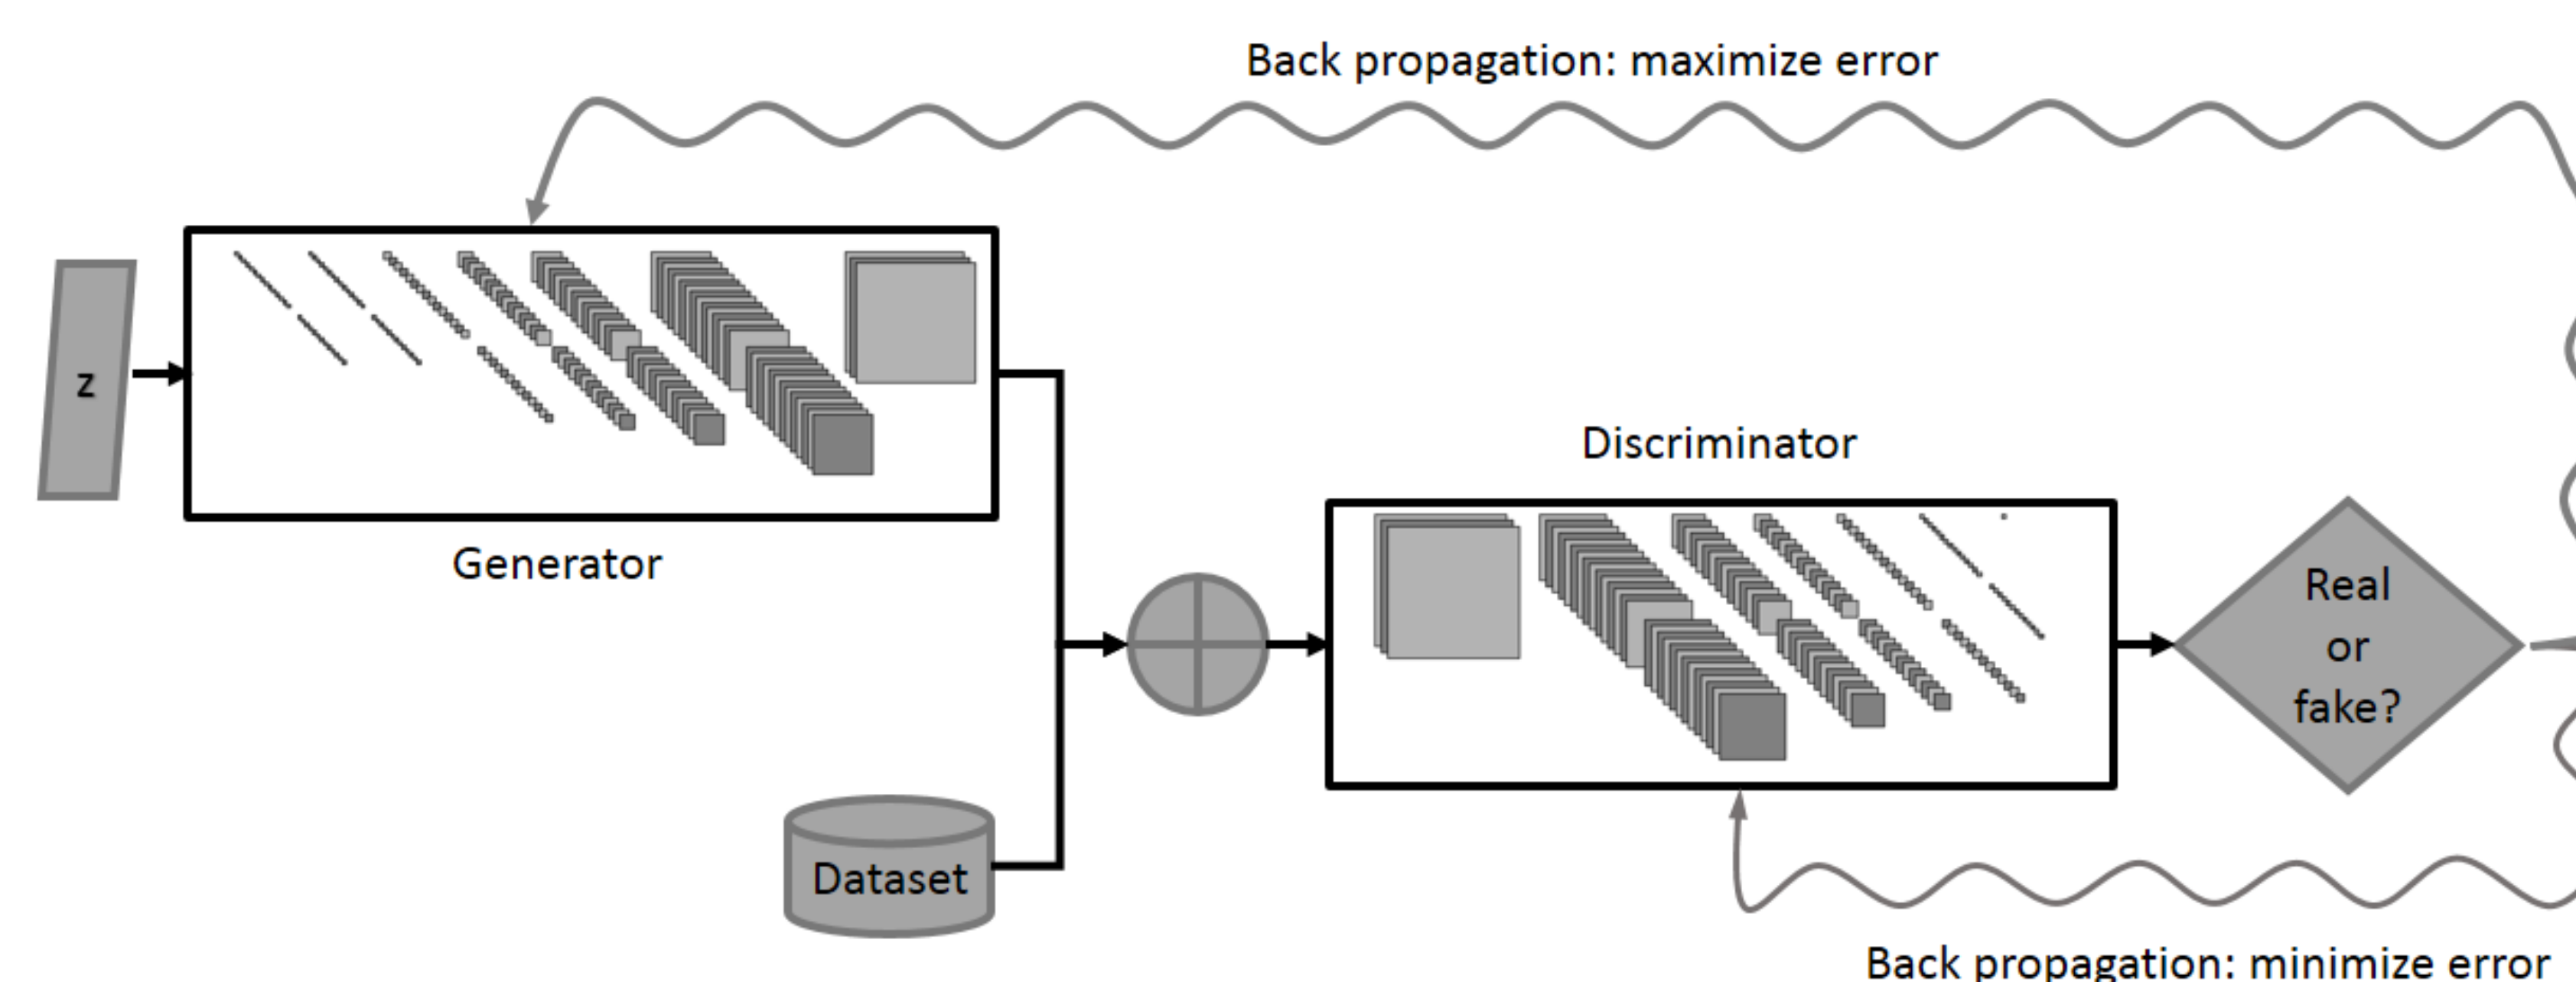 Back propagation: maximize error
z
Generator
Discriminator
Real
or
fake?
Dataset
Back propagation: minimize error